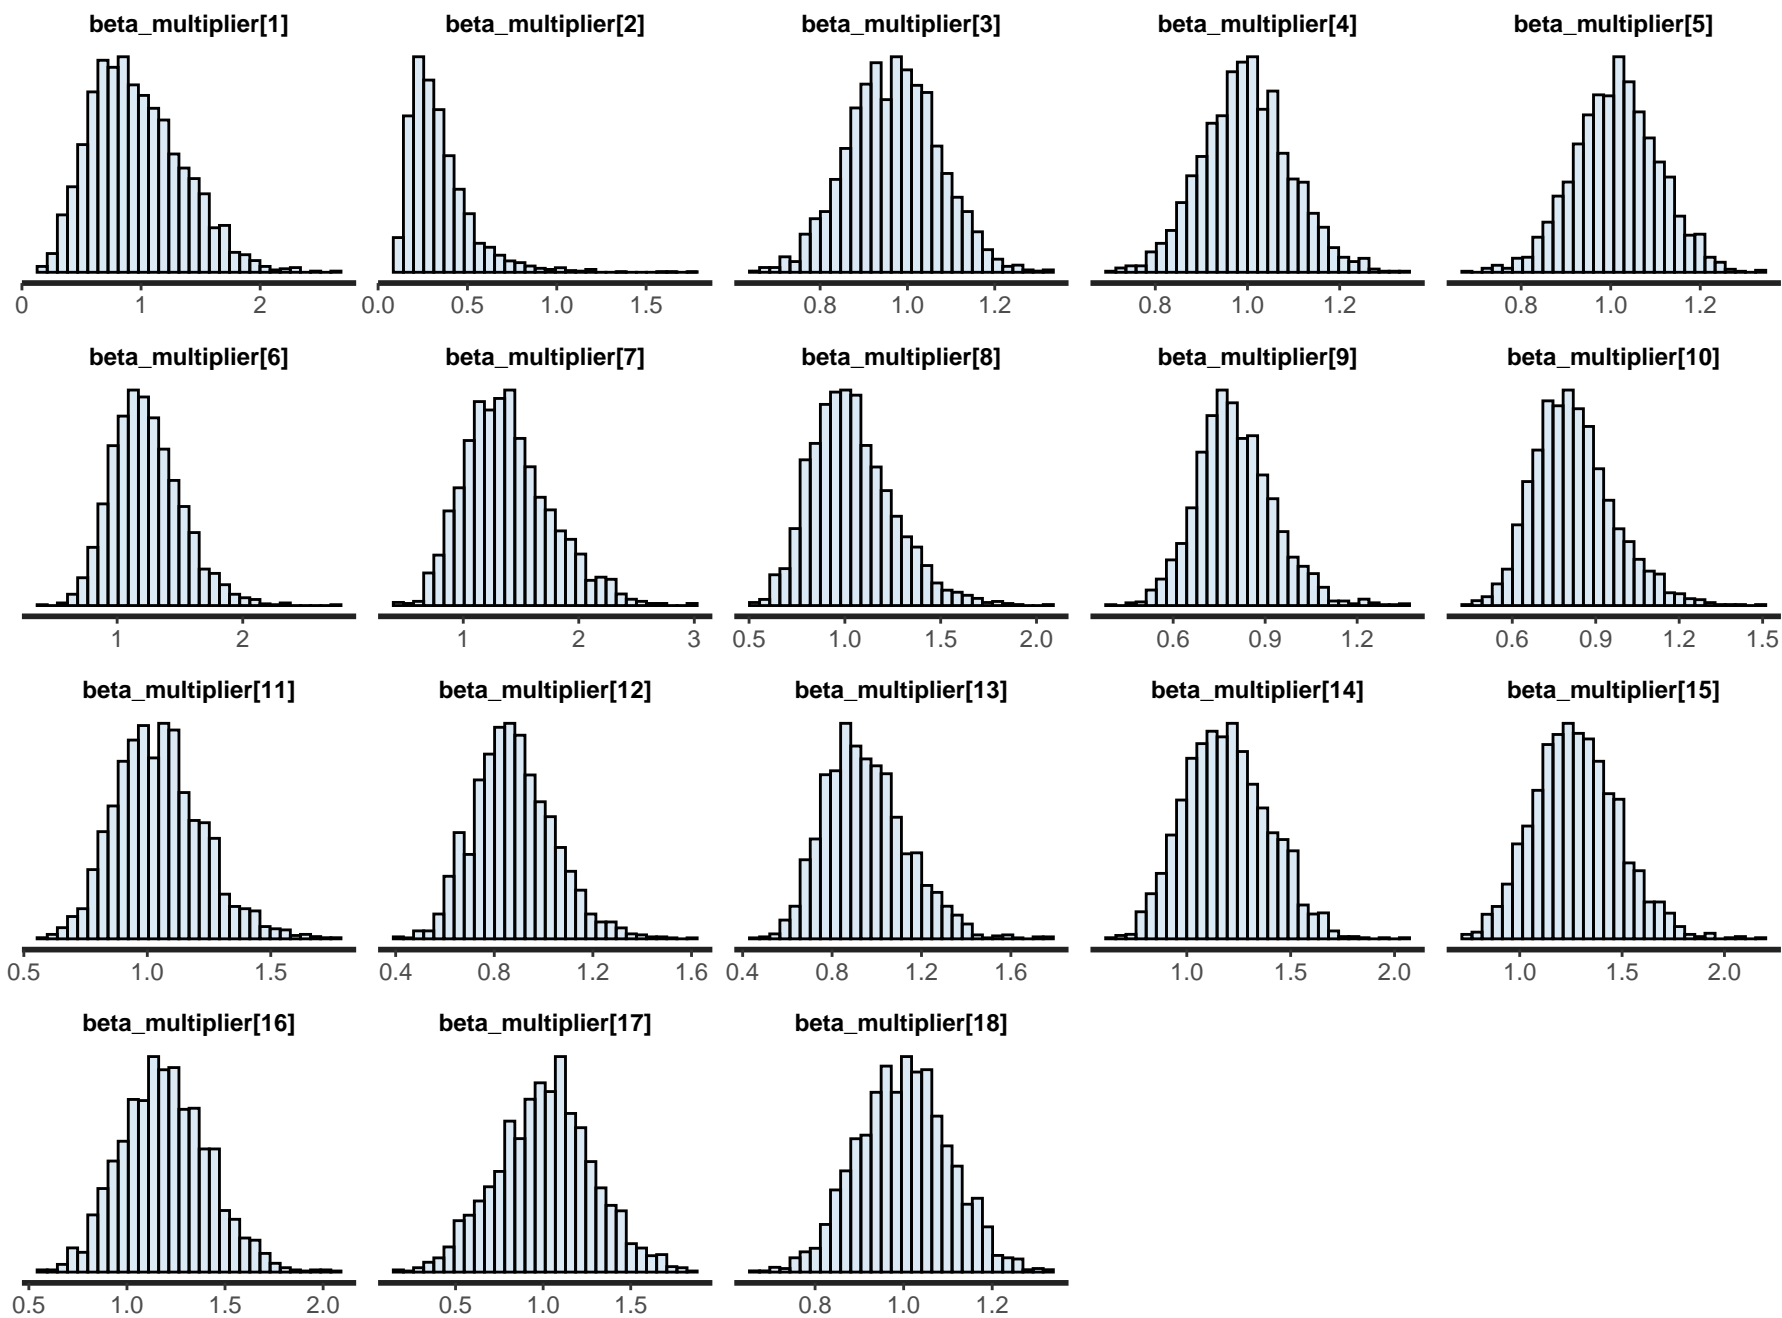 beta_multiplier[1] beta_multiplier[2] beta_multiplier[3] beta_multiplier[4] beta_multiplier[5]
0 1 2 0.0 0.5 1.0 1.5 0.8 1.0 1.2 0.8 1.0 1.2 0.8 1.0 1.2
beta_multiplier[6] beta_multiplier[7] beta_multiplier[8] beta_multiplier[9] beta_multiplier[10]
1 2 1 2 3 0.5 1.0 1.5 2.0 0.6 0.9 1.2 0.6 0.9 1.2 1.5
beta_multiplier[11] beta_multiplier[12] beta_multiplier[13] beta_multiplier[14] beta_multiplier[15]
0.5 1.0 1.5 0.4 0.8 1.2 1.6 0.4 0.8 1.2 1.6 1.0 1.5 2.0 1.0 1.5 2.0
beta_multiplier[16] beta_multiplier[17] beta_multiplier[18]
0.5 1.0 1.5 2.0 0.5 1.0 1.5 0.8 1.0 1.2